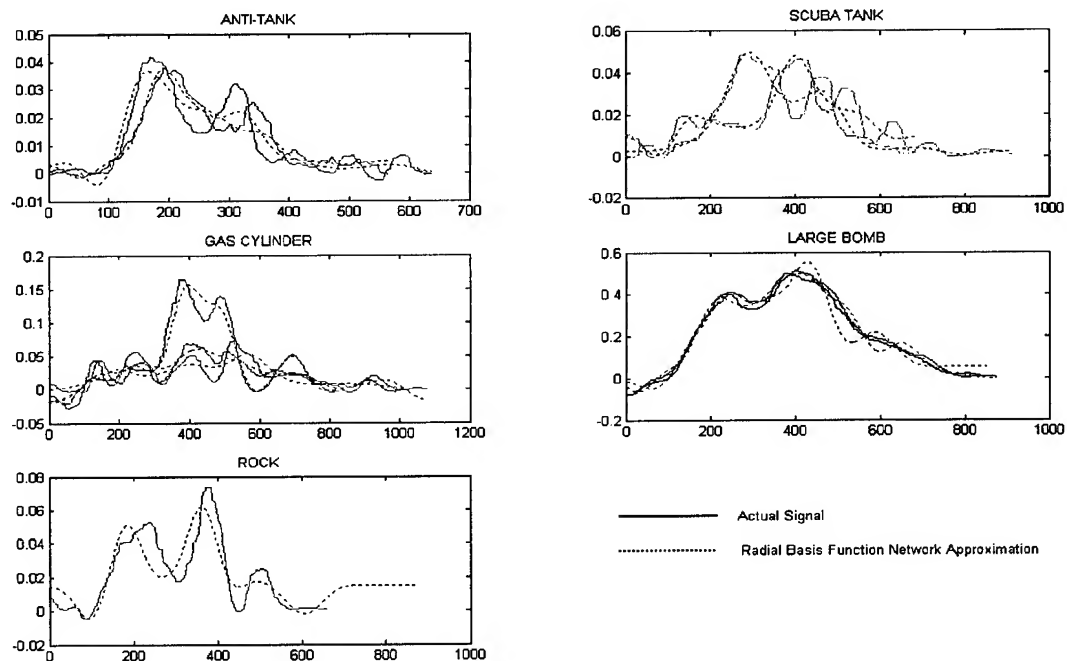 ANTI-TANK
0.05
0.04
0.03
0.02
0.01
0
-0.01
0 100 200 300 400 500 600 700
SCUBA TANK
0.06
0.04
0.02
0
-0.02
0 200 400 600 800 1000
GAS CYLINDER
0.2
0.15
0.1
0.05
0
-0.05
0 200 400 600 800 1000 1200
LARGE BOMB
0.6
0.4
0.2
0
-0.2
0 200 400 600 800 1000
ROCK
0.08
0.06
0.04
0.02
0
-0.02
0 200 400 600 800 1000
Actual Signal
Radial Basis Function Network Approximation